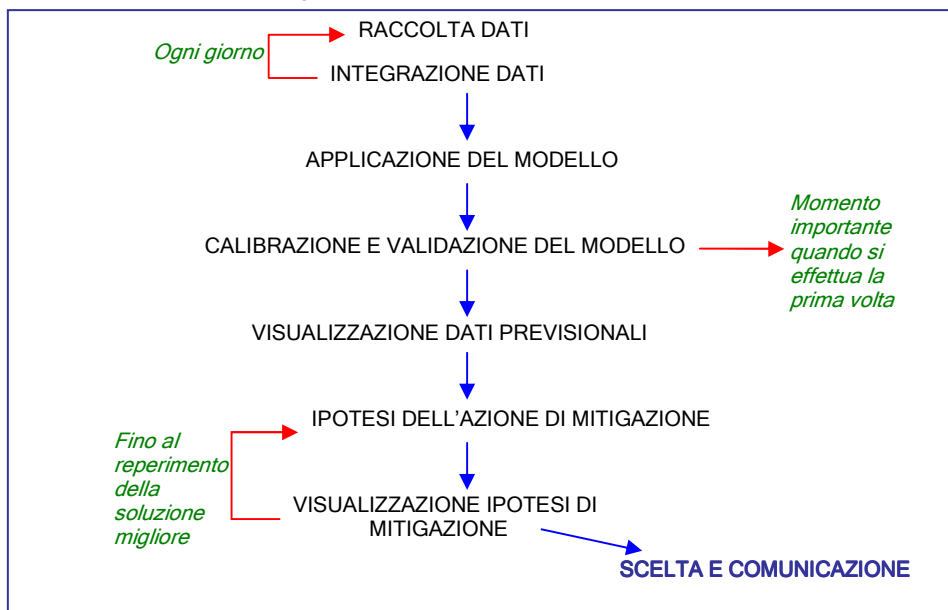 RACCOLTA DATI
Ogni giorno
INTEGRAZIONE DATI
APPLICAZIONE DEL MODELLO
CALIBRAZIONE E VALIDAZIONE DEL MODELLO
Momento
importante
quando si
effettua la
prima volta
VISUALIZZAZIONE DATI PREVISIONALI
IPOTESI DELL'AZIONE DI MITIGAZIONE
Fino al
reperimento
della
soluzione
migliore
VISUALIZZAZIONE IPOTESI DI
MITIGAZIONE
SCELTA E COMUNICAZIONE